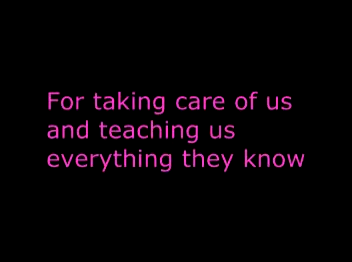 For taking care of us
and teaching us
everything they know